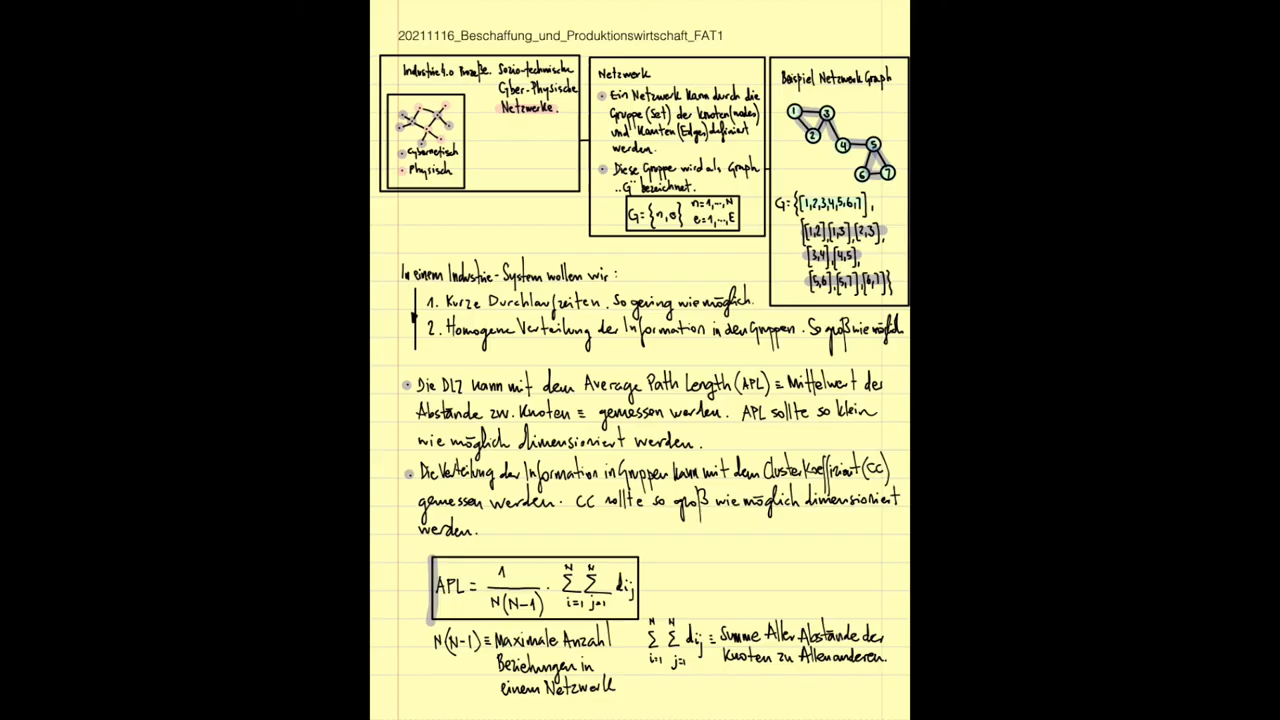 20211116_Beschaffung_und_Produktionswirtschaft_FAT1
Industrie 4.0 Prozeße. Sozio-technische
Cyber-Physische
Netzwerke.
Cybernetisch
Physisch
Netzwerk
Ein Netzwerk kann durch die
Gruppe (Set) der Knoten (nodes)
und Kanten (Edges) definiert
werden.
Diese Gruppe wird als Graph
„G" bezeichnet.
G={n,e} n=1,...,N
e=1,...,E
Beispiel Netzwerk Graph
1 3
2
4 5
6 7
G={[1,2,3,4,5,6,7],
[1,2],[1,3],[2,3],
[3,4],[4,5],
[5,6],[5,7],[6,7]}
In einem Industrie-System wollen wir:
1. Kurze Durchlaufzeiten. So gering wie möglich.
2. Homogene Verteilung der Information in den Gruppen. So groß wie möglich
Die DLZ kann mit dem Average Path Length (APL) ≡ Mittelwert der
Abstände zw. Knoten ≡ gemessen werden. APL sollte so klein
wie möglich dimensioniert werden.
Die Verteilung der Information in Gruppen kann mit dem Clusterkoeffizient (CC)
gemessen werden. CC sollte so groß wie möglich dimensioniert
werden.
APL = 1/N(N-1) · ∑_{i=1}^{N} ∑_{j=1}^{N} dij
N(N-1) ≡ Maximale Anzahl
Beziehungen in
einem Netzwerk
∑_{i=1}^{N} ∑_{j=1}^{N} dij ≡ Summe Aller Abstände der
Knoten zu Allen anderen.